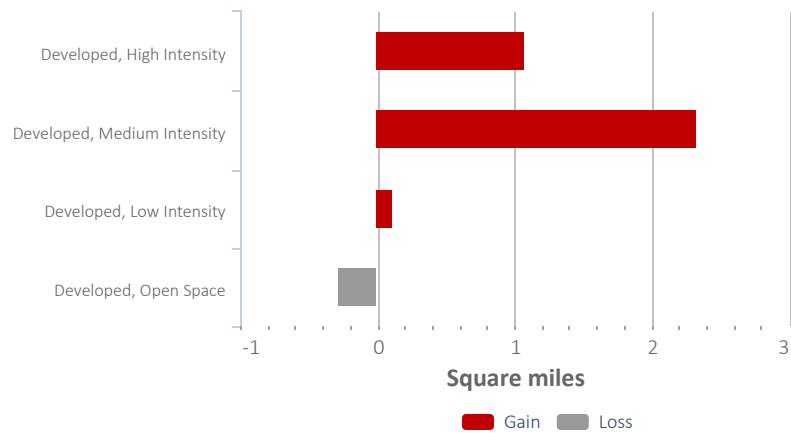 Developed, High Intensity
Developed, Medium Intensity
Developed, Low Intensity
Developed, Open Space
-1 0 1 2 3
Square miles
Gain Loss